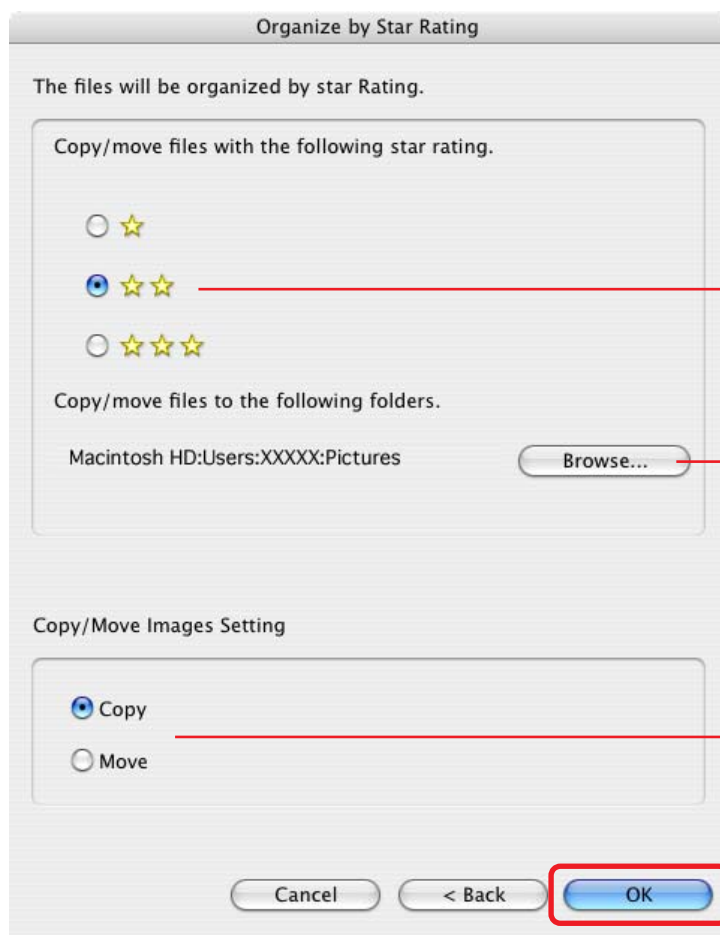 Organize by Star Rating
The files will be organized by star Rating.
Copy/move files with the following star rating.
Copy/move files to the following folders.
Macintosh HD:Users:XXXXX:Pictures
Browse...
Copy/Move Images Setting
Copy
Move
Cancel
< Back
OK